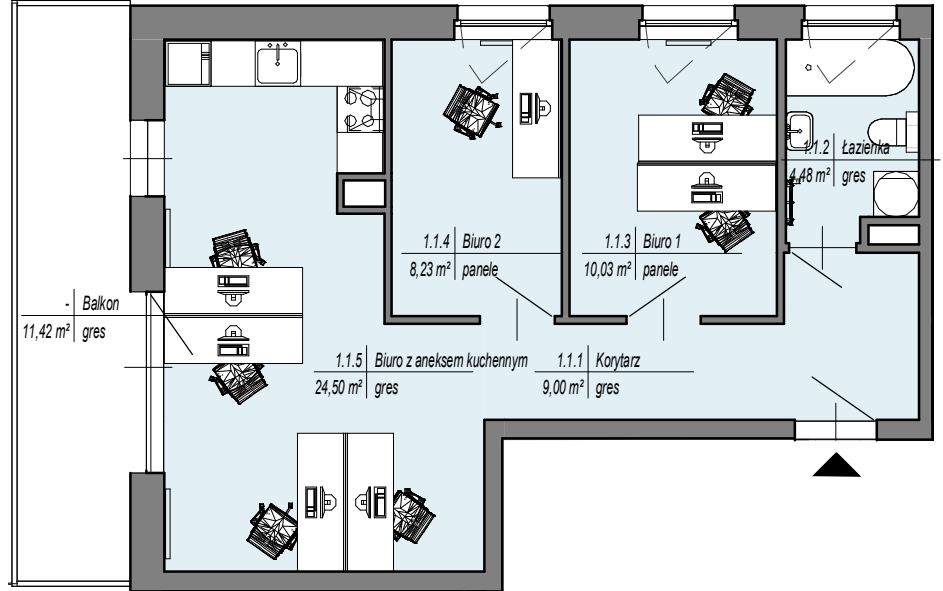 1.1.2 Łazienka
4,48 m² gres
1.1.4 Biuro 2
8,23 m² panele
1.1.3 Biuro 1
10,03 m² panele
- Balkon
11,42 m² gres
1.1.5 Biuro z aneksem kuchennym
24,50 m² gres
1.1.1 Korytarz
9,00 m² gres